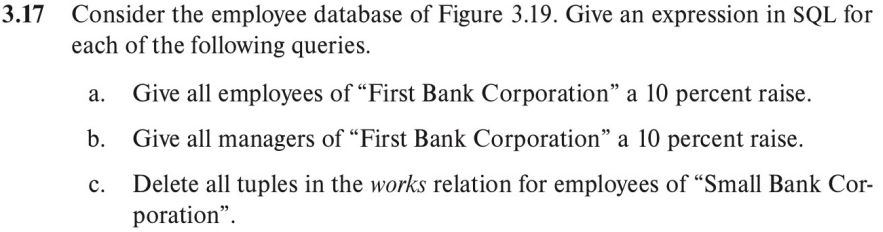 3.17 Consider the employee database of Figure 3.19. Give an expression in SQL for
each of the following queries.
a. Give all employees of “First Bank Corporation” a 10 percent raise.
b. Give all managers of “First Bank Corporation” a 10 percent raise.
c. Delete all tuples in the works relation for employees of “Small Bank Cor-
poration”.